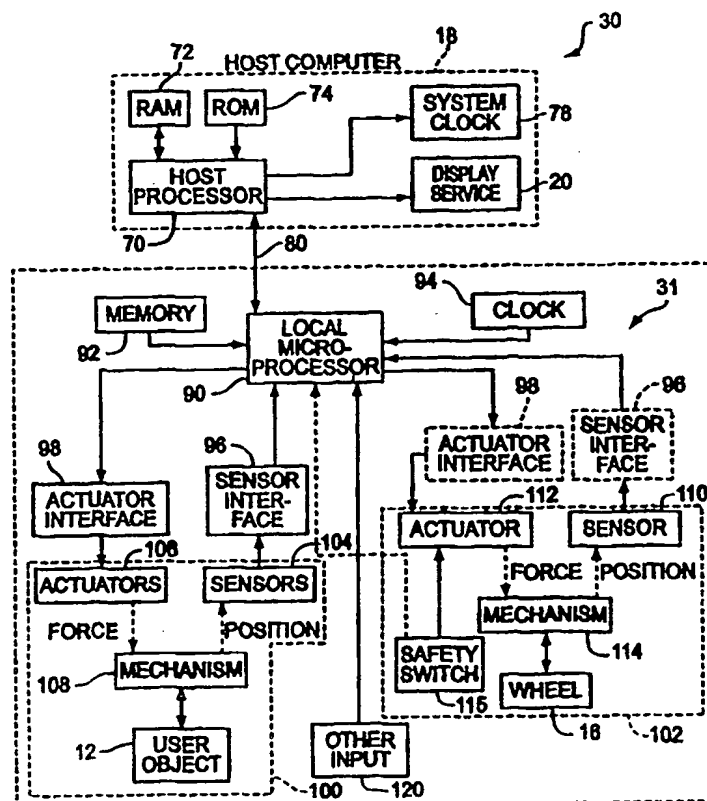 30
18
HOST COMPUTER
72
74
RAM
ROM
SYSTEM
CLOCK
78
HOST
PROCESSOR
DISPLAY
SERVICE
70
80
20
94
CLOCK
31
MEMORY
92
LOCAL
MICRO-
PROCESSOR
90
98
ACTUATOR
INTERFACE
96
SENSOR
INTER-
FACE
98
ACTUATOR
INTERFACE
96
SENSOR
INTER-
FACE
112
110
ACTUATOR
SENSOR
106
104
ACTUATORS
SENSORS
FORCE
POSITION
FORCE
POSITION
MECHANISM
114
MECHANISM
108
SAFETY
SWITCH
115
WHEEL
16
12
USER
OBJECT
100
OTHER
INPUT
120
102